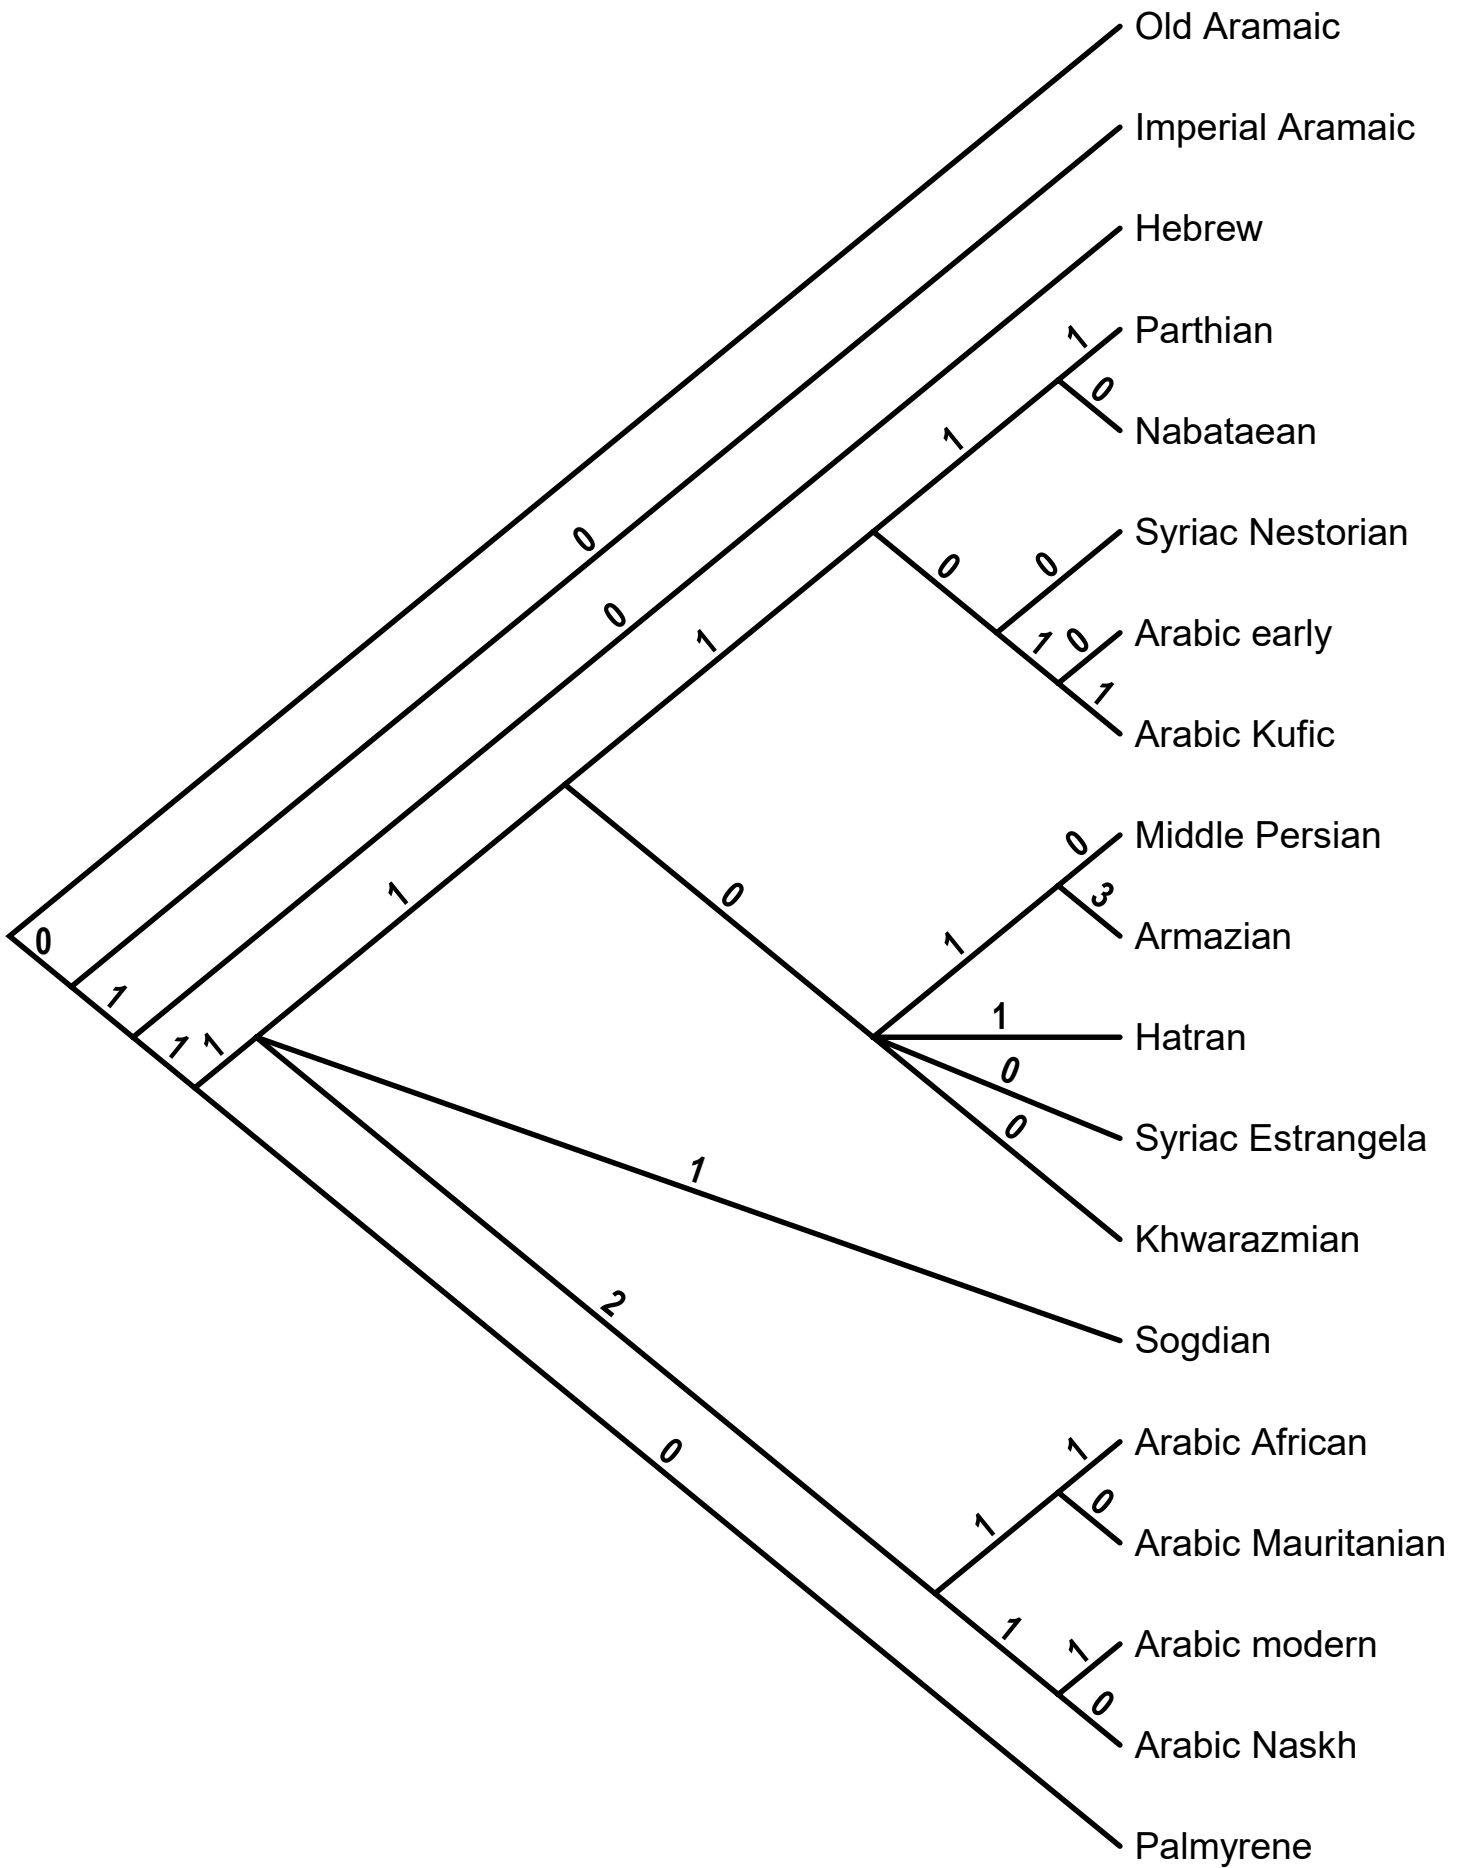 Old Aramaic
Imperial Aramaic
Hebrew
1
Parthian
0
Nabataean
1
0
0
Syriac Nestorian
0
0
1
1
0
Arabic early
1
Arabic Kufic
0
Middle Persian
1
0
3
Armazian
0
1
1
Hatran
1
1
1
0
Syriac Estrangela
0
1
Khwarazmian
2
Sogdian
0
1
Arabic African
0
1
Arabic Mauritanian
1
1
Arabic modern
0
Arabic Naskh
Palmyrene